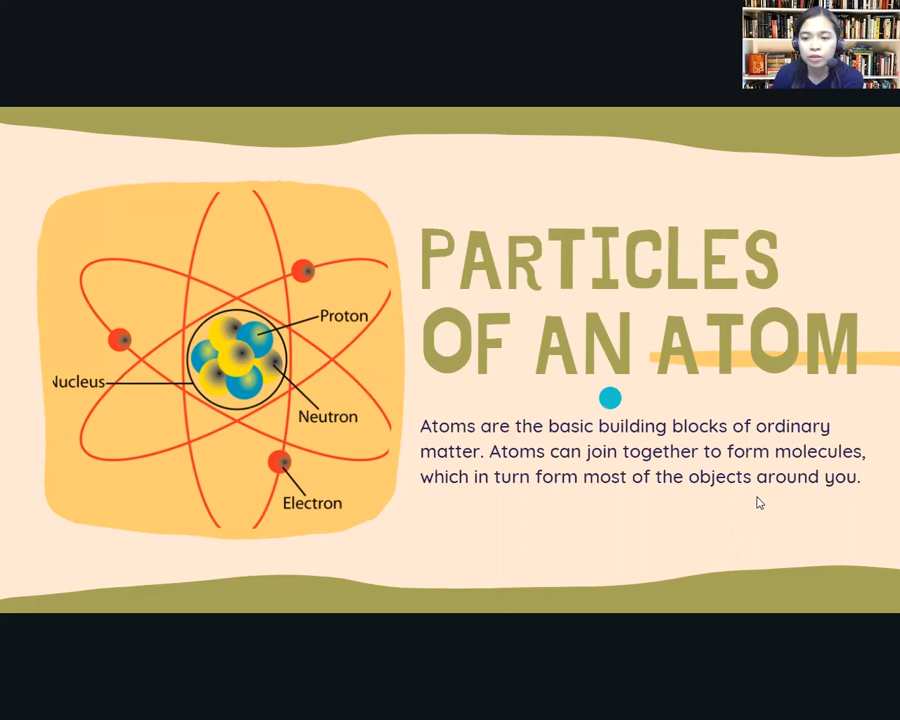 PARTICLES
OF AN ATOM
Atoms are the basic building blocks of ordinary
matter. Atoms can join together to form molecules,
which in turn form most of the objects around you.
Proton
Nucleus
Neutron
Electron